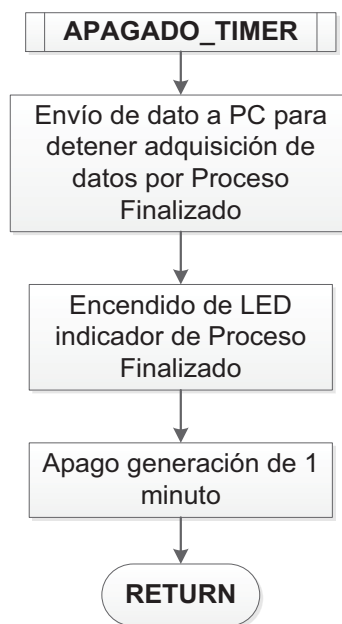 APAGADO_TIMER
Envío de dato a PC para
detener adquisición de
datos por Proceso
Finalizado
Encendido de LED
indicador de Proceso
Finalizado
Apago generación de 1
minuto
RETURN